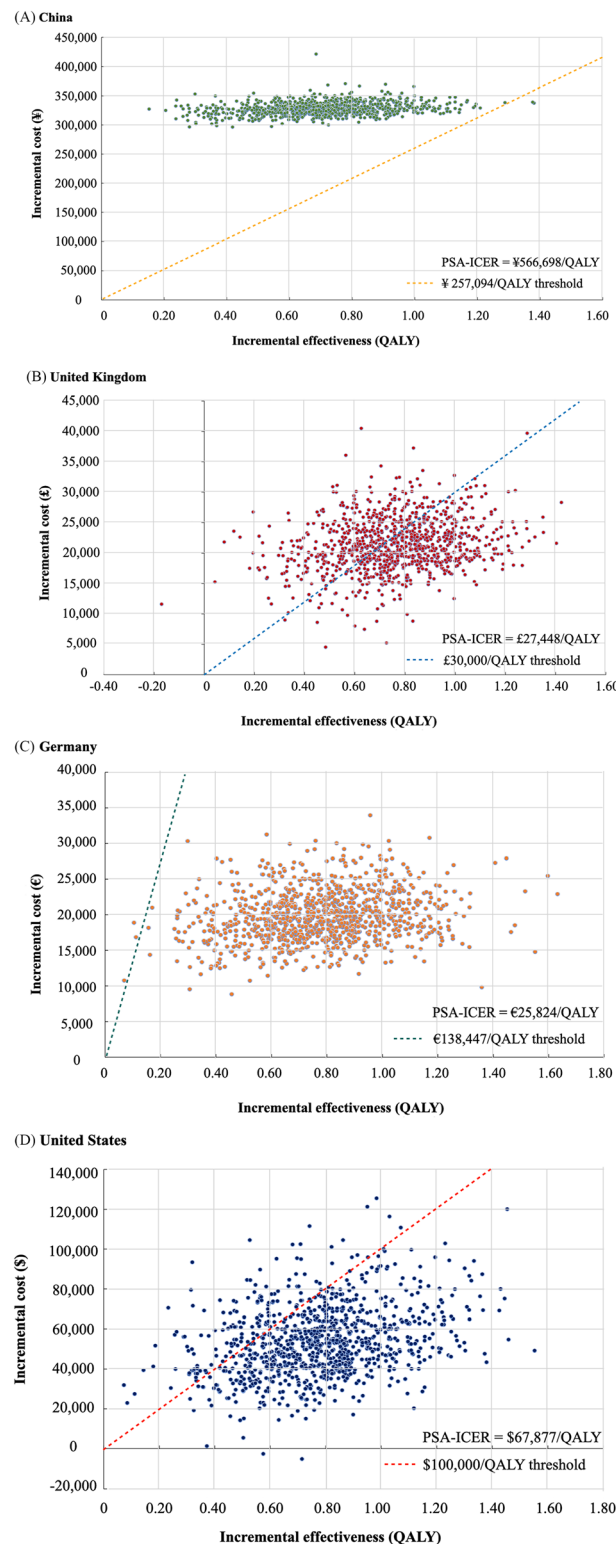 (A) China
450,000
400,000
350,000
300,000
250,000
200,000
150,000
100,000
50,000
0
Incremental cost (¥)
PSA-ICER = ¥566,698/QALY
¥ 257,094/QALY threshold
0.20 0.40 0.60 0.80 1.00 1.20 1.40 1.60
Incremental effectiveness (QALY)
(B) United Kingdom
45,000
40,000
35,000
30,000
25,000
20,000
15,000
10,000
5,000
0
Incremental cost (£)
PSA-ICER = £27,448/QALY
£30,000/QALY threshold
-0.40 -0.20 0 0.20 0.40 0.60 0.80 1.00 1.20 1.40 1.60
Incremental effectiveness (QALY)
(C) Germany
40,000
35,000
30,000
25,000
20,000
15,000
10,000
5,000
0
Incremental cost (€)
PSA-ICER = €25,824/QALY
€138,447/QALY threshold
0.20 0.40 0.60 0.80 1.00 1.20 1.40 1.60 1.80
Incremental effectiveness (QALY)
(D) United States
140,000
120,000
100,000
80,000
60,000
40,000
20,000
0
-20,000
Incremental cost ($)
PSA-ICER = $67,877/QALY
$100,000/QALY threshold
0 0.20 0.40 0.60 0.80 1.00 1.20 1.40 1.60 1.80
Incremental effectiveness (QALY)